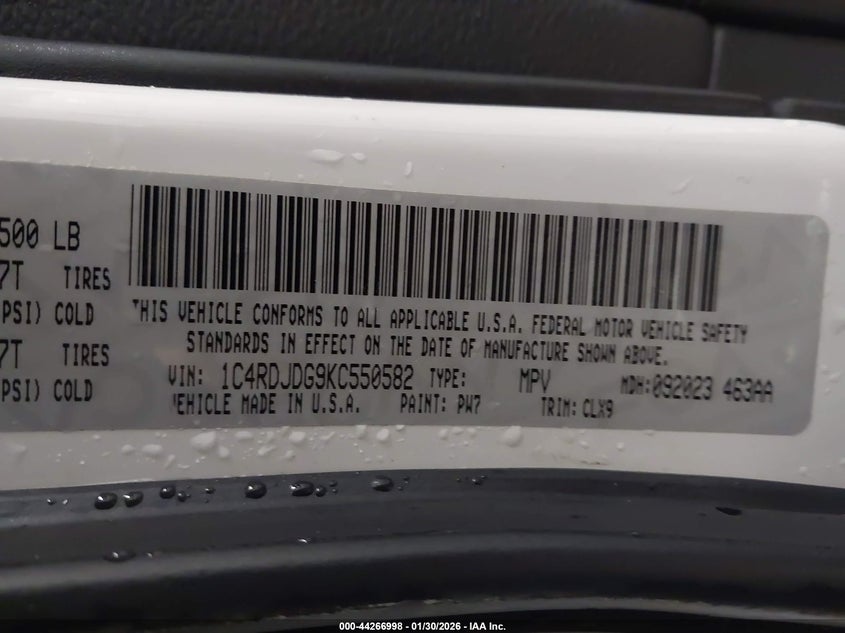 500 LB
7T TIRES
PSI) COLD
7T TIRES
PSI) COLD
THIS VEHICLE CONFORMS TO ALL APPLICABLE U.S.A. FEDERAL MOTOR VEHICLE SAFETY
STANDARDS IN EFFECT ON THE DATE OF MANUFACTURE SHOWN ABOVE.
VIN: 1C4RDJDG9KC550582 TYPE: MPV MDH:092023 463AA
VEHICLE MADE IN U.S.A. PAINT: PW7 TRIM: CLX9
000-44266998 - 01/30/2026 - IAA Inc.